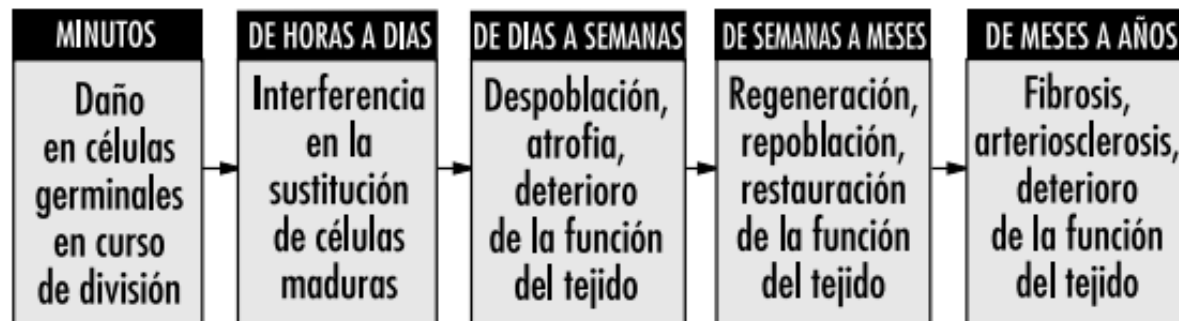 MINUTOS
Daño
en células
germinales
en curso
de división
DE HORAS A DIAS
Interferencia
en la
sustitución
de células
maduras
DE DIAS A SEMANAS
Despoblación,
atrofia,
deterioro
de la función
del tejido
DE SEMANAS A MESES
Regeneración,
repoblación,
restauración
de la función
del tejido
DE MESES A AÑOS
Fibrosis,
arteriosclerosis,
deterioro
de la función
del tejido